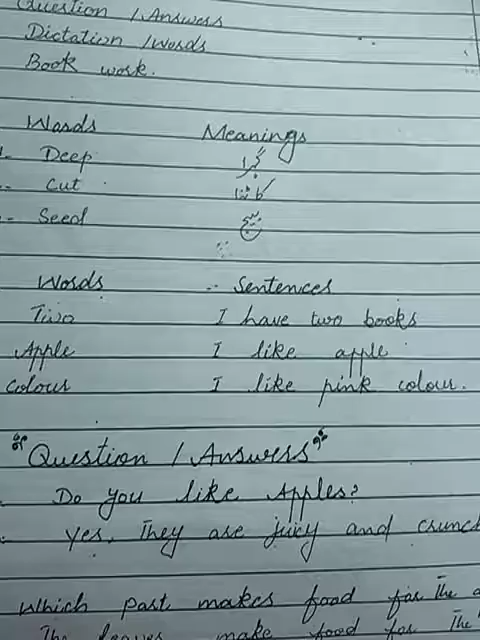 Question / Answers
Dictation / Words
Book work.
Words Meanings
Deep گہرا
Cut کاٹنا
Seed بیج
Words Sentences
Two I have two books
Apple I like apple
Colour I like pink colour.
Question / Answers
Do you like Apples?
Yes, They are juicy and
Which part makes food for The
The leaves make food for The